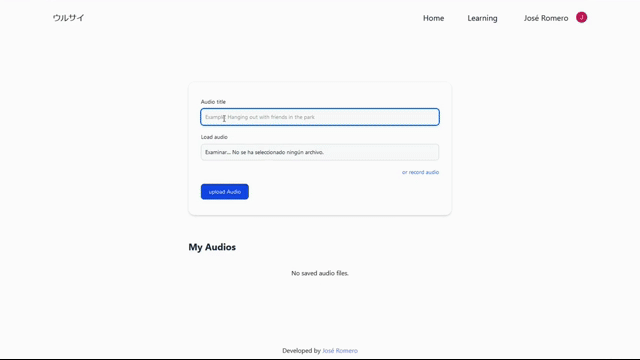 ウルサイ
Home Learning José Romero J
Audio title
Example: Hanging out with friends in the park
Load audio
Examinar... No se ha seleccionado ningún archivo.
or record audio
upload Audio
My Audios
No saved audio files.
Developed by José Romero